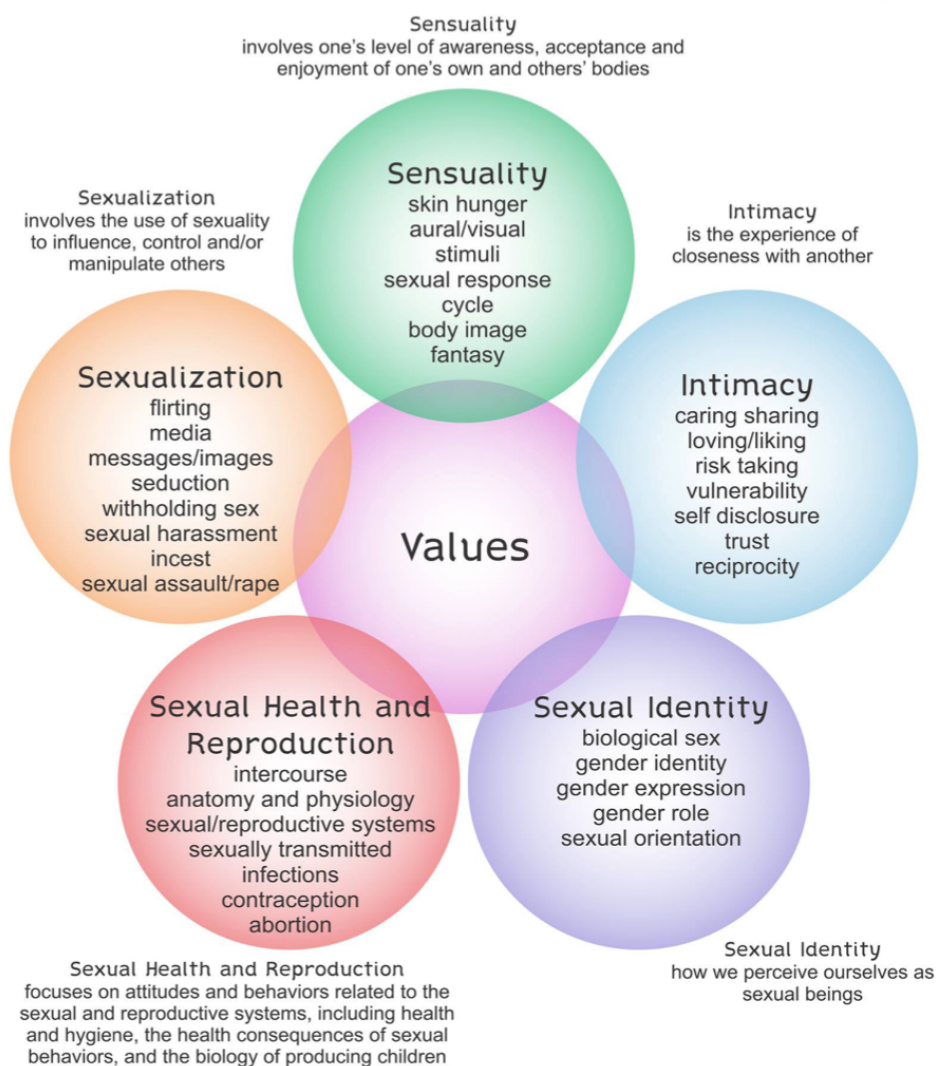 Sensuality
involves one's level of awareness, acceptance and
enjoyment of one's own and others' bodies
Sensuality
skin hunger
aural/visual
stimuli
sexual response
cycle
body image
fantasy
Sexualization
involves the use of sexuality
to influence, control and/or
manipulate others
Intimacy
is the experience of
closeness with another
Sexualization
flirting
media
messages/images
seduction
withholding sex
sexual harassment
incest
sexual assault/rape
Intimacy
caring sharing
loving/liking
risk taking
vulnerability
self disclosure
trust
reciprocity
Values
Sexual Health and
Reproduction
intercourse
anatomy and physiology
sexual/reproductive systems
sexually transmitted
infections
contraception
abortion
Sexual Identity
biological sex
gender identity
gender expression
gender role
sexual orientation
Sexual Health and Reproduction
focuses on attitudes and behaviors related to the
sexual and reproductive systems, including health
and hygiene, the health consequences of sexual
behaviors, and the biology of producing children
Sexual Identity
how we perceive ourselves as
sexual beings